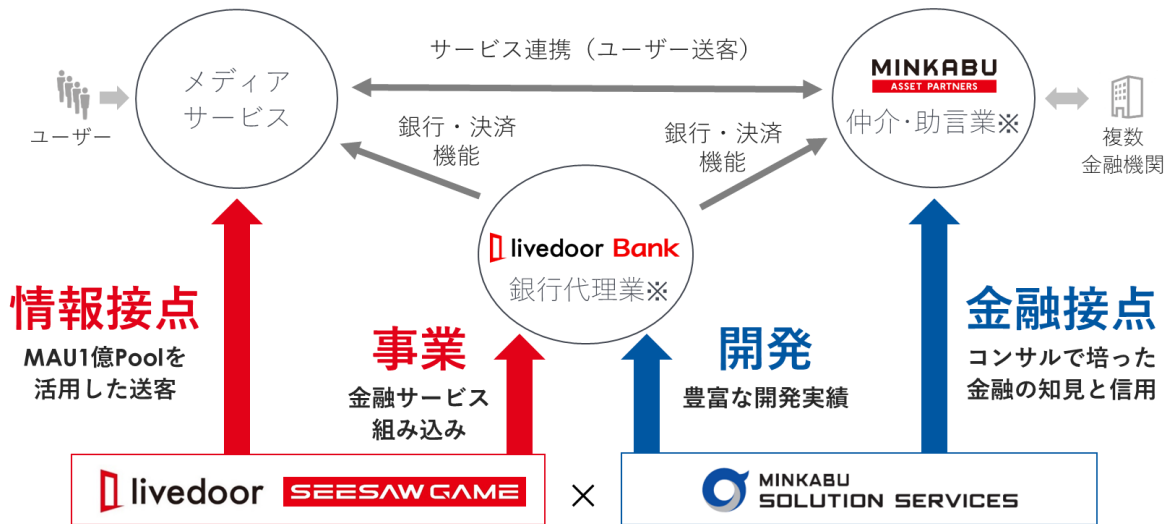 サービス連携（ユーザー送客）
メディア
サービス
ユーザー
MINKABU
ASSET PARTNERS
仲介・助言業※
複数
金融機関
銀行・決済
機能
銀行・決済
機能
livedoor Bank
銀行代理業※
情報接点
MAU1億Poolを
活用した送客
事業
金融サービス
組み込み
開発
豊富な開発実績
金融接点
コンサルで培った
金融の知見と信用
livedoor SEESAW GAME
×
MINKABU
SOLUTION SERVICES